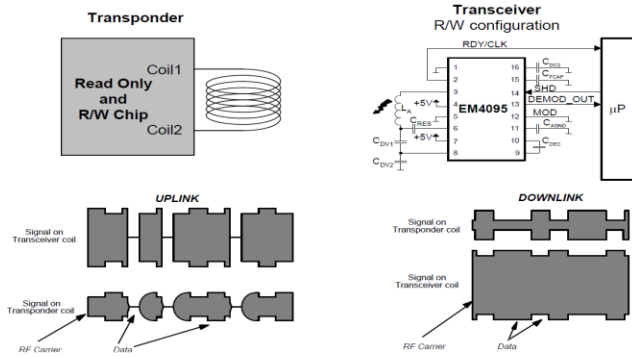 Transponder
Coil1
Read Only
and
R/W Chip
Coil2
Transceiver
R/W configuration
RDY/CLK
1
2
3
4
5
6
7
8
16
15
14
13
12
11
10
9
EM4095
LA
+5V
CRES
+5V
CDV1
CDV2
CDC2
CFCAP
SHD
DEMOD_OUT
MOD
CAGND
CDEC
µP
UPLINK
Signal on
Transceiver coil
Signal on
Transponder coil
RF Carrier
Data
DOWNLINK
Signal on
Transponder coil
Signal on
Transceiver coil
RF Carrier
Data